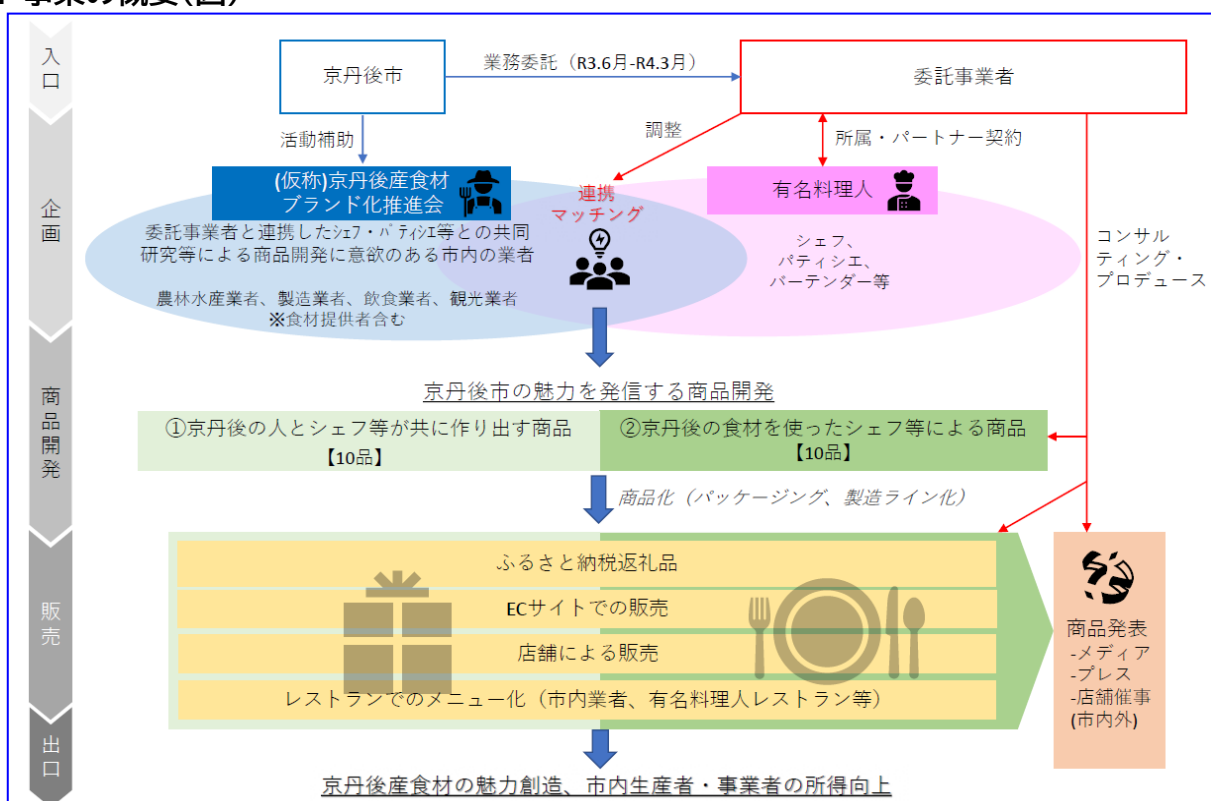 事業の概要(図)
入口
京丹後市
業務委託（R3.6月-R4.3月）
委託事業者
企画
活動補助
調整
所属・パートナー契約
(仮称)京丹後産食材
ブランド化推進会
連携
マッチング
有名料理人
委託事業者と連携したｼｪﾌ・ﾊﾟﾃｨｼｴ等との共同
研究等による商品開発に意欲のある市内の業者
農林水産業者、製造業者、飲食業者、観光業者
※食材提供者含む
シェフ、
パティシエ、
バーテンダー等
コンサル
ティング・
プロデュース
商品開発
京丹後市の魅力を発信する商品開発
①京丹後の人とシェフ等が共に作り出す商品
【10品】
②京丹後の食材を使ったシェフ等による商品
【10品】
商品化（パッケージング、製造ライン化）
販売
ふるさと納税返礼品
ECサイトでの販売
店舗による販売
レストランでのメニュー化（市内業者、有名料理人レストラン等）
商品発表
-メディア
-プレス
-店舗催事
(市内外)
出口
京丹後産食材の魅力創造、市内生産者・事業者の所得向上